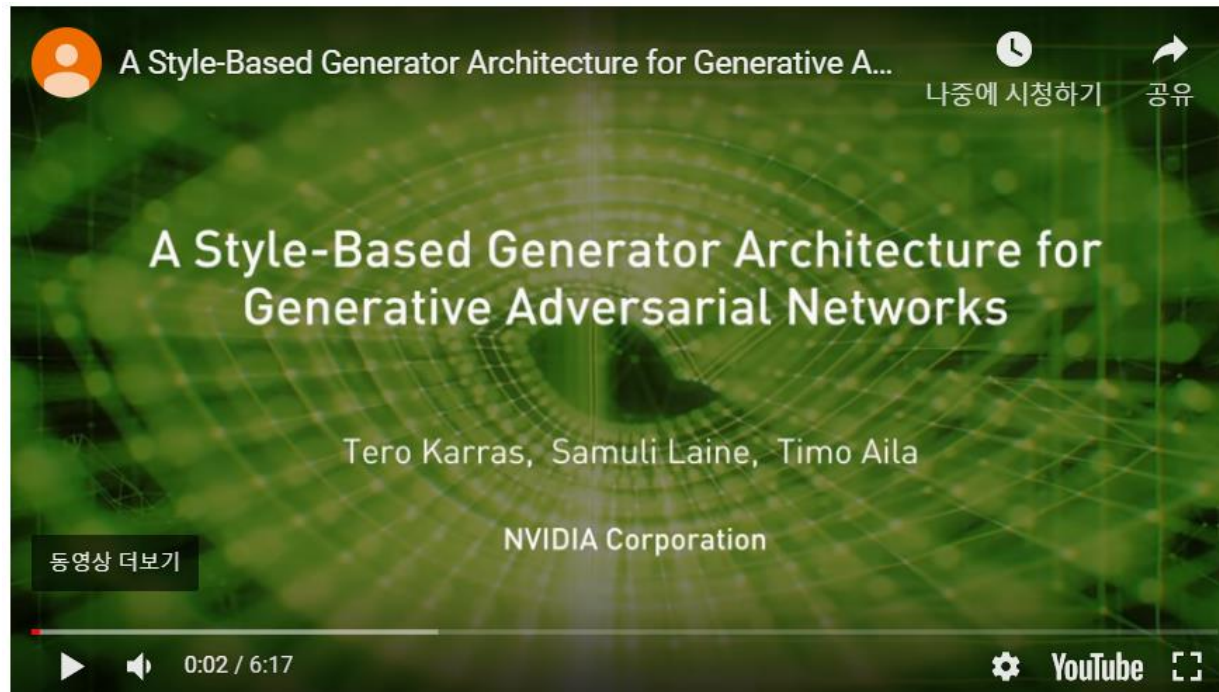 A Style-Based Generator Architecture for Generative A...
나중에 시청하기
공유
A Style-Based Generator Architecture for
Generative Adversarial Networks
Tero Karras, Samuli Laine, Timo Aila
NVIDIA Corporation
동영상 더보기
0:02 / 6:17
YouTube